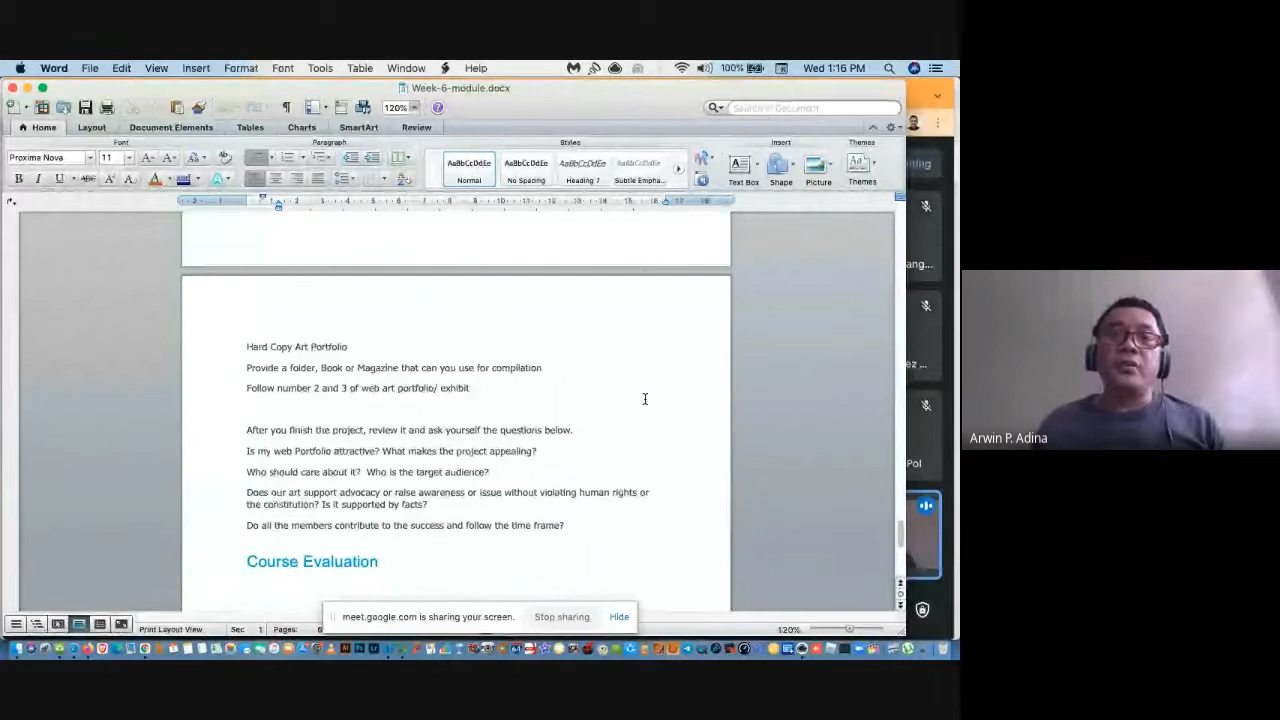 Word File Edit View Insert Format Font Tools Table Window Help 100% Wed 1:16 PM
Week-6-module.docx
120% Search in Document
Home Layout Document Elements Tables Charts SmartArt Review
Font Paragraph Styles Insert Themes
Proxima Nova 11 AaBbCcDdEe AaBbCcDdEe AaBbCcDdEe AaBbCcDdEe
Normal No Spacing Heading 7 Subtle Empha... Text Box Shape Picture Themes
Hard Copy Art Portfolio
Provide a folder, Book or Magazine that can you use for compilation
Follow number 2 and 3 of web art portfolio/ exhibit
After you finish the project, review it and ask yourself the questions below.
Is my web Portfolio attractive? What makes the project appealing?
Who should care about it? Who is the target audience?
Does our art support advocacy or raise awareness or issue without violating human rights or
the constitution? Is it supported by facts?
Do all the members contribute to the success and follow the time frame?
Course Evaluation
meet.google.com is sharing your screen. Stop sharing Hide
Print Layout View Sec 1 Pages: 120%
ang...
ez ...
Pol
Arwin P. Adina